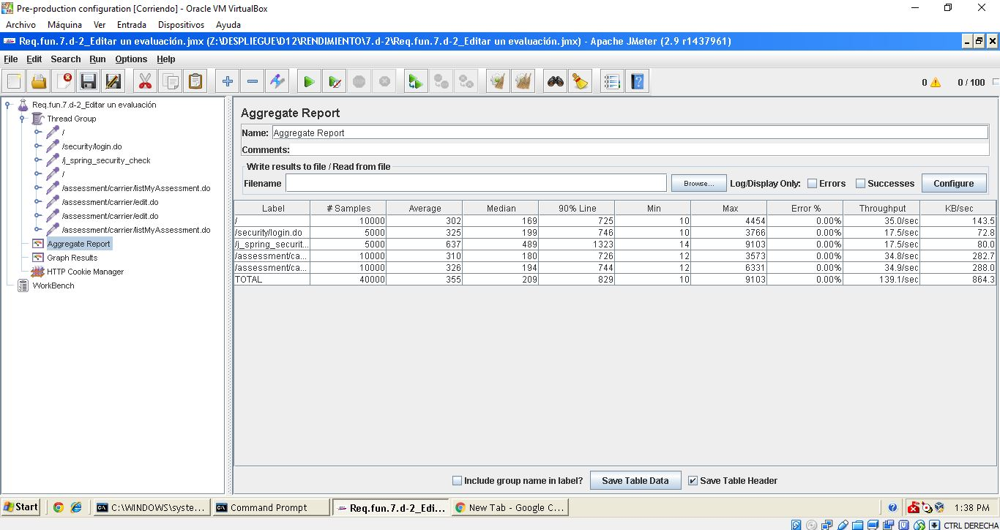 Pre-production configuration [Corriendo] - Oracle VM VirtualBox
Archivo Máquina Ver Entrada Dispositivos Ayuda
Req.fun.7.d-2_Editar un evaluación.jmx (Z:\DESPLIEGUE\D12\RENDIMIENTO\7.d-2\Req.fun.7.d-2_Editar un evaluación.jmx) - Apache JMeter (2.9 r1437961)
File Edit Search Run Options Help
0 0 / 100
Req.fun.7.d-2_Editar un evaluación
Thread Group
/
/security/login.do
/j_spring_security_check
/
/assessment/carrier/listMyAssessment.do
/assessment/carrier/edit.do
/assessment/carrier/edit.do
/assessment/carrier/listMyAssessment.do
Aggregate Report
Graph Results
HTTP Cookie Manager
WorkBench
Aggregate Report
Name: Aggregate Report
Comments:
Write results to file / Read from file
Filename Browse... Log/Display Only: Errors Successes Configure
Label # Samples Average Median 90% Line Min Max Error % Throughput KB/sec
/ 10000 302 169 725 10 4454 0.00% 35.0/sec 143.5
/security/login.do 5000 325 199 746 10 3766 0.00% 17.5/sec 72.8
/j_spring_securit... 5000 637 489 1323 14 9103 0.00% 17.5/sec 80.0
/assessment/ca... 10000 310 180 726 12 3573 0.00% 34.8/sec 282.7
/assessment/ca... 10000 326 194 744 12 6331 0.00% 34.9/sec 288.0
TOTAL 40000 355 209 829 10 9103 0.00% 139.1/sec 864.3
Include group name in label? Save Table Data Save Table Header
Start C:\WINDOWS\syste... Command Prompt Req.fun.7.d-2_Edi... New Tab - Google C... 1:38 PM
CTRL DERECHA